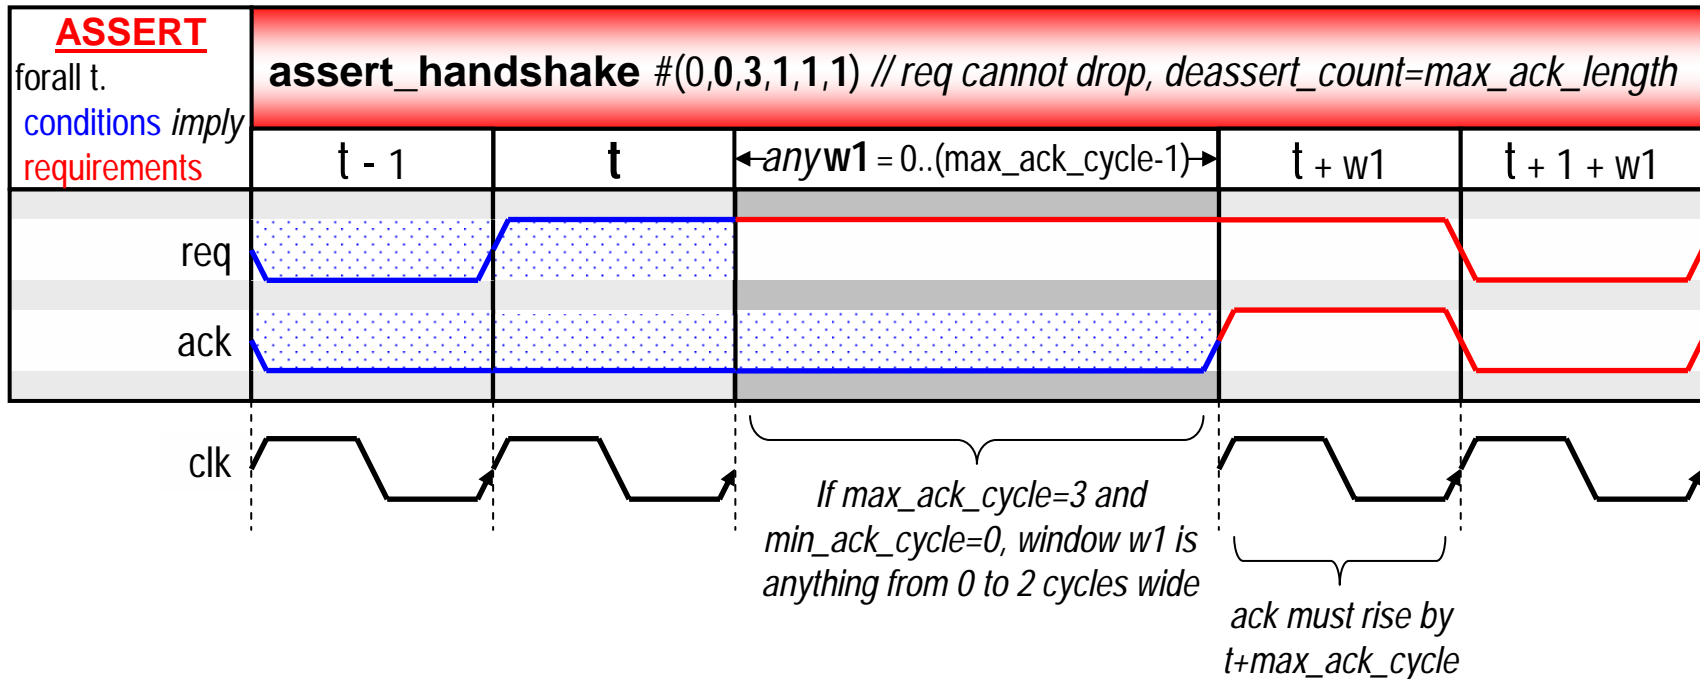 ASSERT
forall t.
conditions imply
requirements
assert_handshake #(0,0,3,1,1,1) // req cannot drop, deassert_count=max_ack_length
t - 1
t
any w1 = 0..(max_ack_cycle-1)
t + w1
t + 1 + w1
req
ack
clk
If max_ack_cycle=3 and
min_ack_cycle=0, window w1 is
anything from 0 to 2 cycles wide
ack must rise by
t+max_ack_cycle